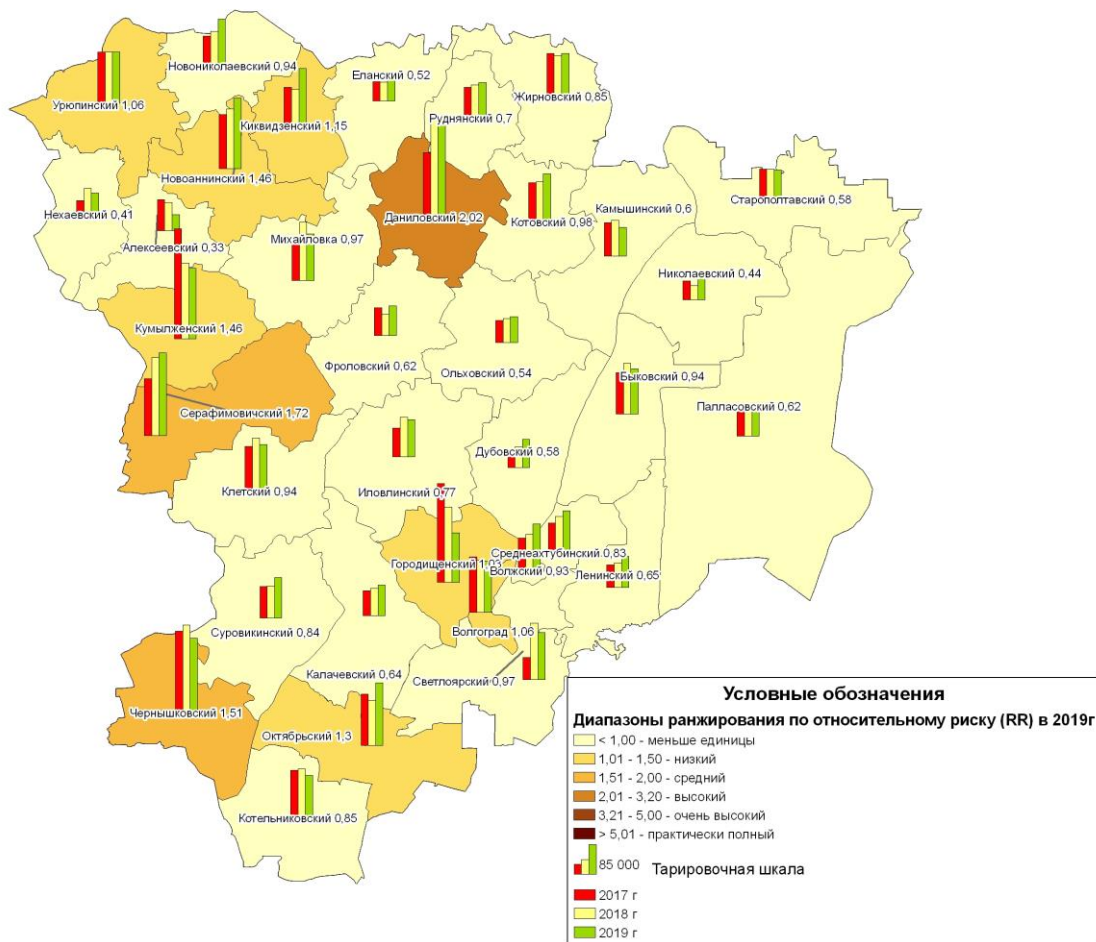 Новониколаевский 0,94
Урюпинский 1,06
Киквидзенский 1,15
Еланский 0,52
Жирновский 0,85
Руднянский 0,7
Новоаннинский 1,46
Старополтавский 0,58
Нехаевский 0,41
Алексеевский 0,33
Михайловка 0,97
Даниловский 2,02
Котовский 0,98
Камышинский 0,6
Николаевский 0,44
Кумылженский 1,46
Фроловский 0,62
Ольховский 0,54
Быковский 0,94
Палласовский 0,62
Серафимовичский 1,72
Клетский 0,94
Иловлинский 0,77
Дубовский 0,58
Среднеахтубинский 0,83
Городищенский 1,03
Волжский 0,93
Ленинский 0,65
Суровикинский 0,84
Волгоград 1,06
Калачевский 0,64
Светлоярский 0,97
Чернышковский 1,51
Октябрьский 1,3
Котельниковский 0,85
Условные обозначения
Диапазоны ранжирования по относительному риску (RR) в 2019г
< 1,00 - меньше единицы
1,01 - 1,50 - низкий
1,51 - 2,00 - средний
2,01 - 3,20 - высокий
3,21 - 5,00 - очень высокий
> 5,01 - практически полный
85 000 Тарировочная шкала
2017 г
2018 г
2019 г